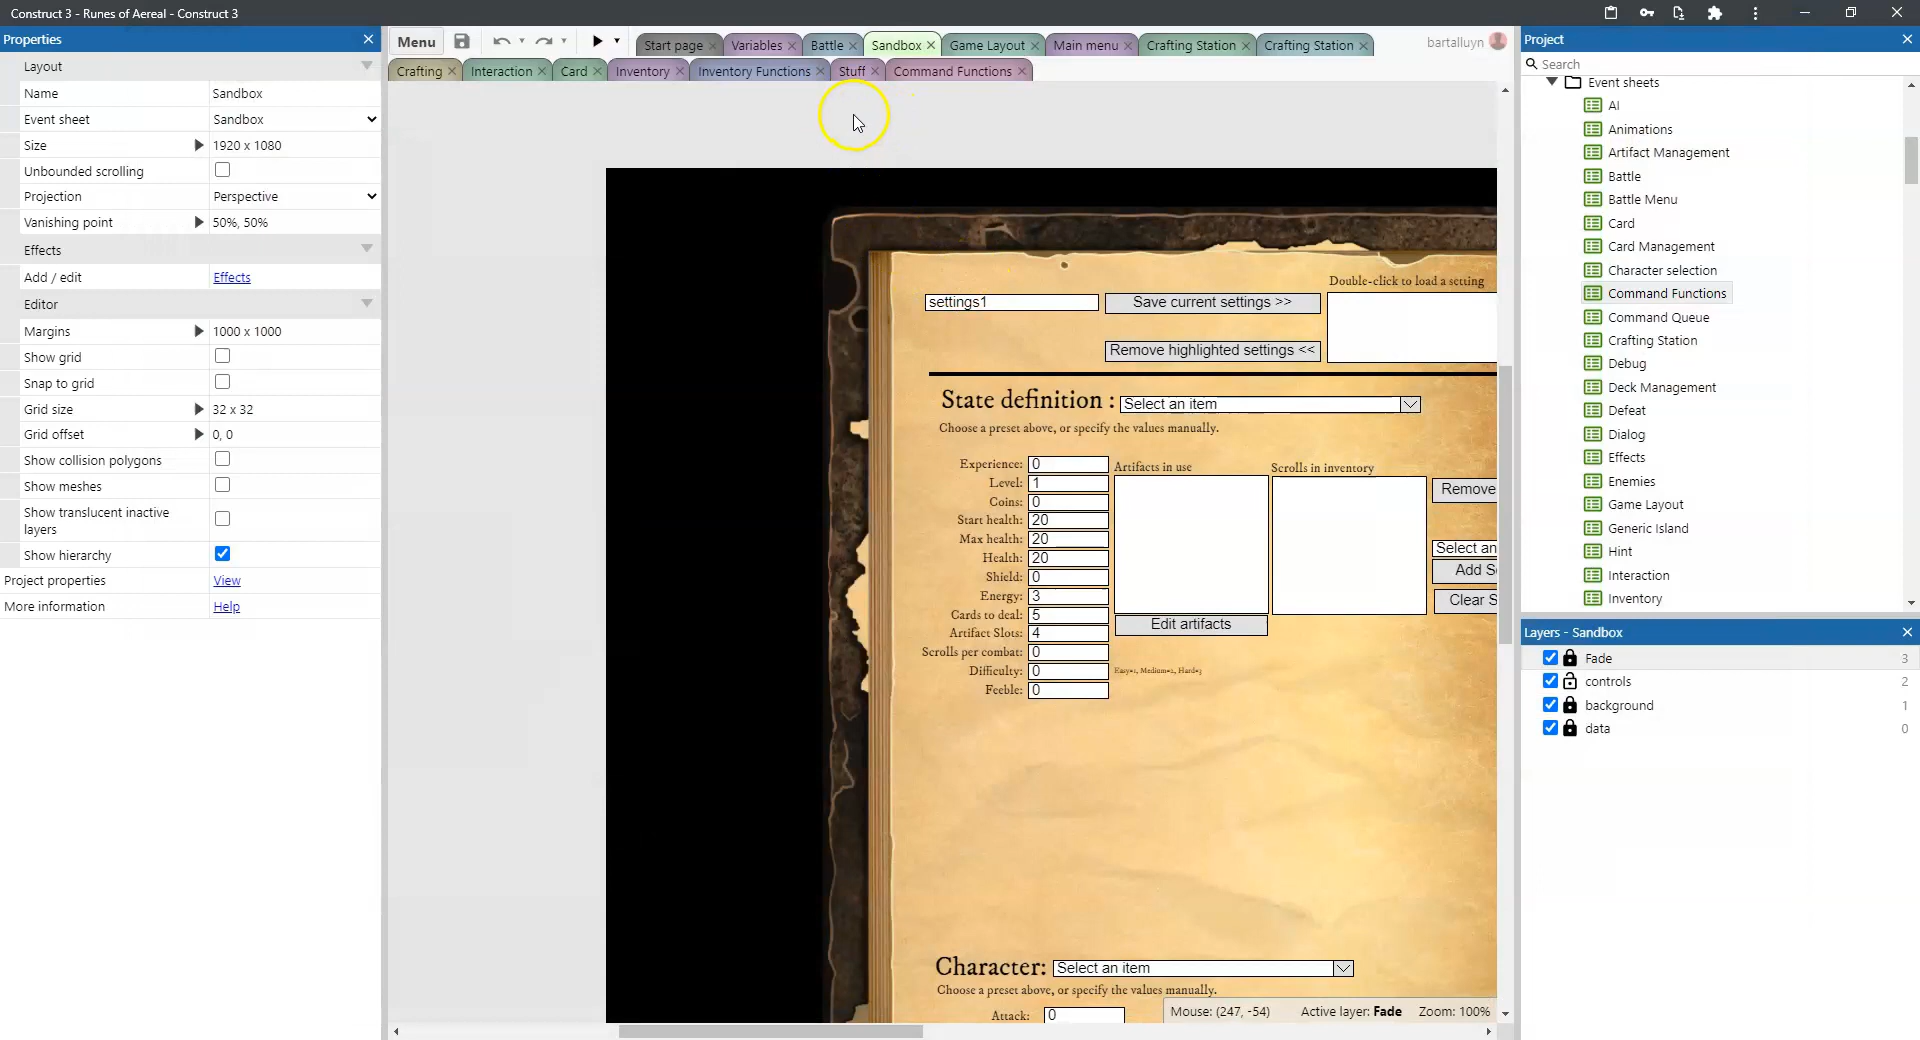 Construct 3 - Runes of Aereal - Construct 3
Properties
Layout
Name Sandbox
Event sheet Sandbox
Size 1920 x 1080
Unbounded scrolling
Projection Perspective
Vanishing point 50%, 50%
Effects
Add / edit Effects
Editor
Margins 1000 x 1000
Show grid
Snap to grid
Grid size 32 x 32
Grid offset 0, 0
Show collision polygons
Show meshes
Show translucent inactive
layers
Show hierarchy
Project properties View
More information Help
Menu
Start page Variables Battle Sandbox Game Layout Main menu Crafting Station Crafting Station
bartalluyn
Crafting Interaction Card Inventory Inventory Functions Stuff Command Functions
Double-click to load a setting
settings1 Save current settings >>
Remove highlighted settings <<
State definition : Select an item
Choose a preset above, or specify the values manually.
Experience: 0 Artifacts in use Scrolls in inventory
Level: 1
Remove
Coins: 0
Start health: 20
Max health: 20
Select an
Health: 20
Add S
Shield: 0
Energy: 3
Clear S
Cards to deal: 5
Edit artifacts
Artifact Slots: 4
Scrolls per combat: 0
Difficulty: 0 Easy=1, Medium=2, Hard=3
Feeble: 0
Character: Select an item
Choose a preset above, or specify the values manually.
Attack: 0
Mouse: (247, -54) Active layer: Fade Zoom: 100%
Project
Search
Event sheets
AI
Animations
Artifact Management
Battle
Battle Menu
Card
Card Management
Character selection
Command Functions
Command Queue
Crafting Station
Debug
Deck Management
Defeat
Dialog
Effects
Enemies
Game Layout
Generic Island
Hint
Interaction
Inventory
Layers - Sandbox
Fade 3
controls 2
background 1
data 0